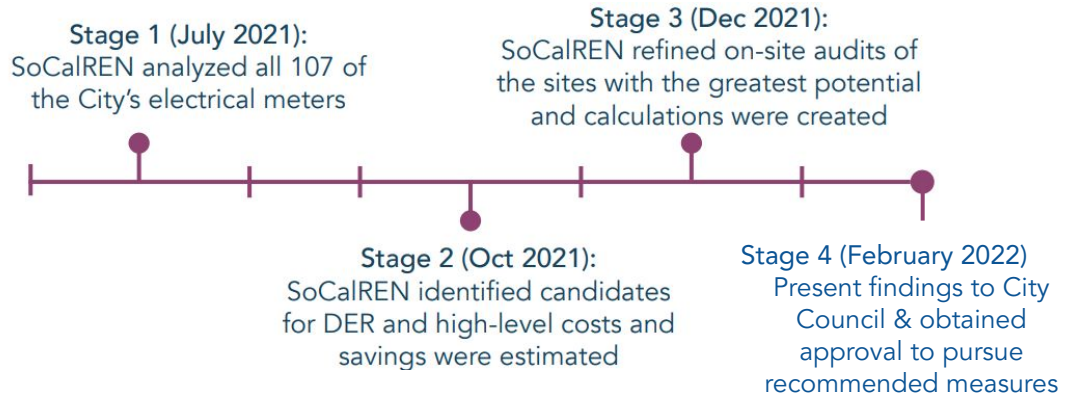 Stage 1 (July 2021):
SoCalREN analyzed all 107 of
the City's electrical meters
Stage 2 (Oct 2021):
SoCalREN identified candidates
for DER and high-level costs and
savings were estimated
Stage 3 (Dec 2021):
SoCalREN refined on-site audits of
the sites with the greatest potential
and calculations were created
Stage 4 (February 2022)
Present findings to City
Council & obtained
approval to pursue
recommended measures